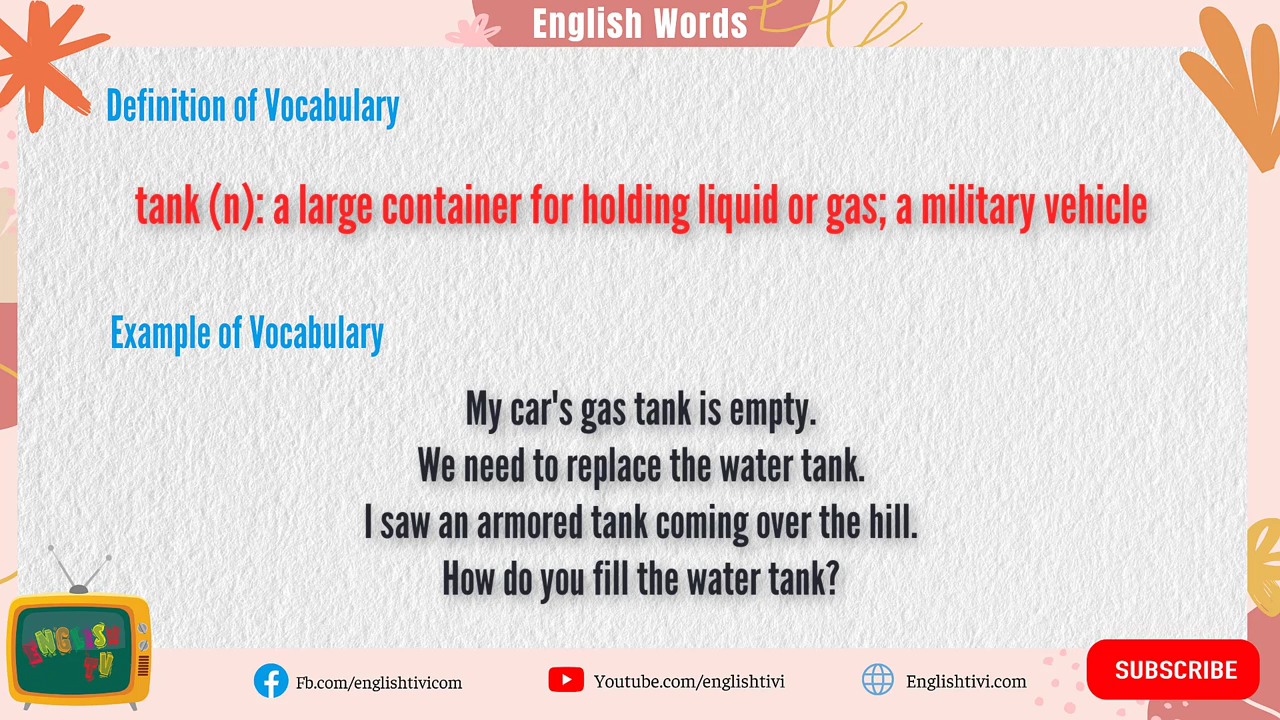 English Words
Definition of Vocabulary
tank (n): a large container for holding liquid or gas; a military vehicle
Example of Vocabulary
My car's gas tank is empty.
We need to replace the water tank.
I saw an armored tank coming over the hill.
How do you fill the water tank?
ENGLISH
TV
Fb.com/englishtivicom
Youtube.com/englishtivi
Englishtivi.com
SUBSCRIBE